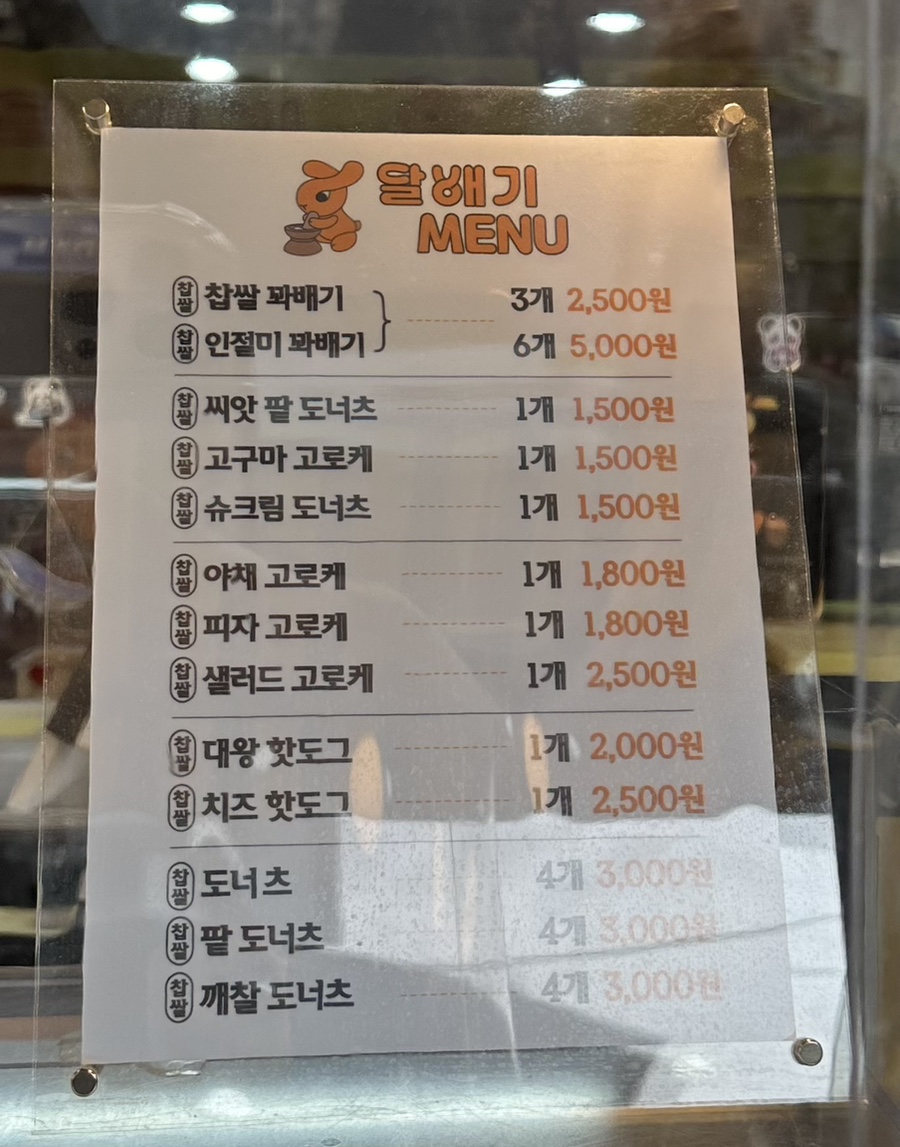 달배기
MENU
찹쌀 찹쌀 꽈배기 3개 2,500원
찹쌀 인절미 꽈배기 6개 5,000원
찹쌀 씨앗 팥 도너츠 1개 1,500원
찹쌀 고구마 고로케 1개 1,500원
찹쌀 슈크림 도너츠 1개 1,500원
찹쌀 야채 고로케 1개 1,800원
찹쌀 피자 고로케 1개 1,800원
찹쌀 샐러드 고로케 1개 2,500원
찹쌀 대왕 핫도그 1개 2,000원
찹쌀 치즈 핫도그 1개 2,500원
찹쌀 도너츠 4개 3,000원
찹쌀 팥 도너츠 4개 3,000원
찹쌀 깨찰 도너츠 4개 3,000원